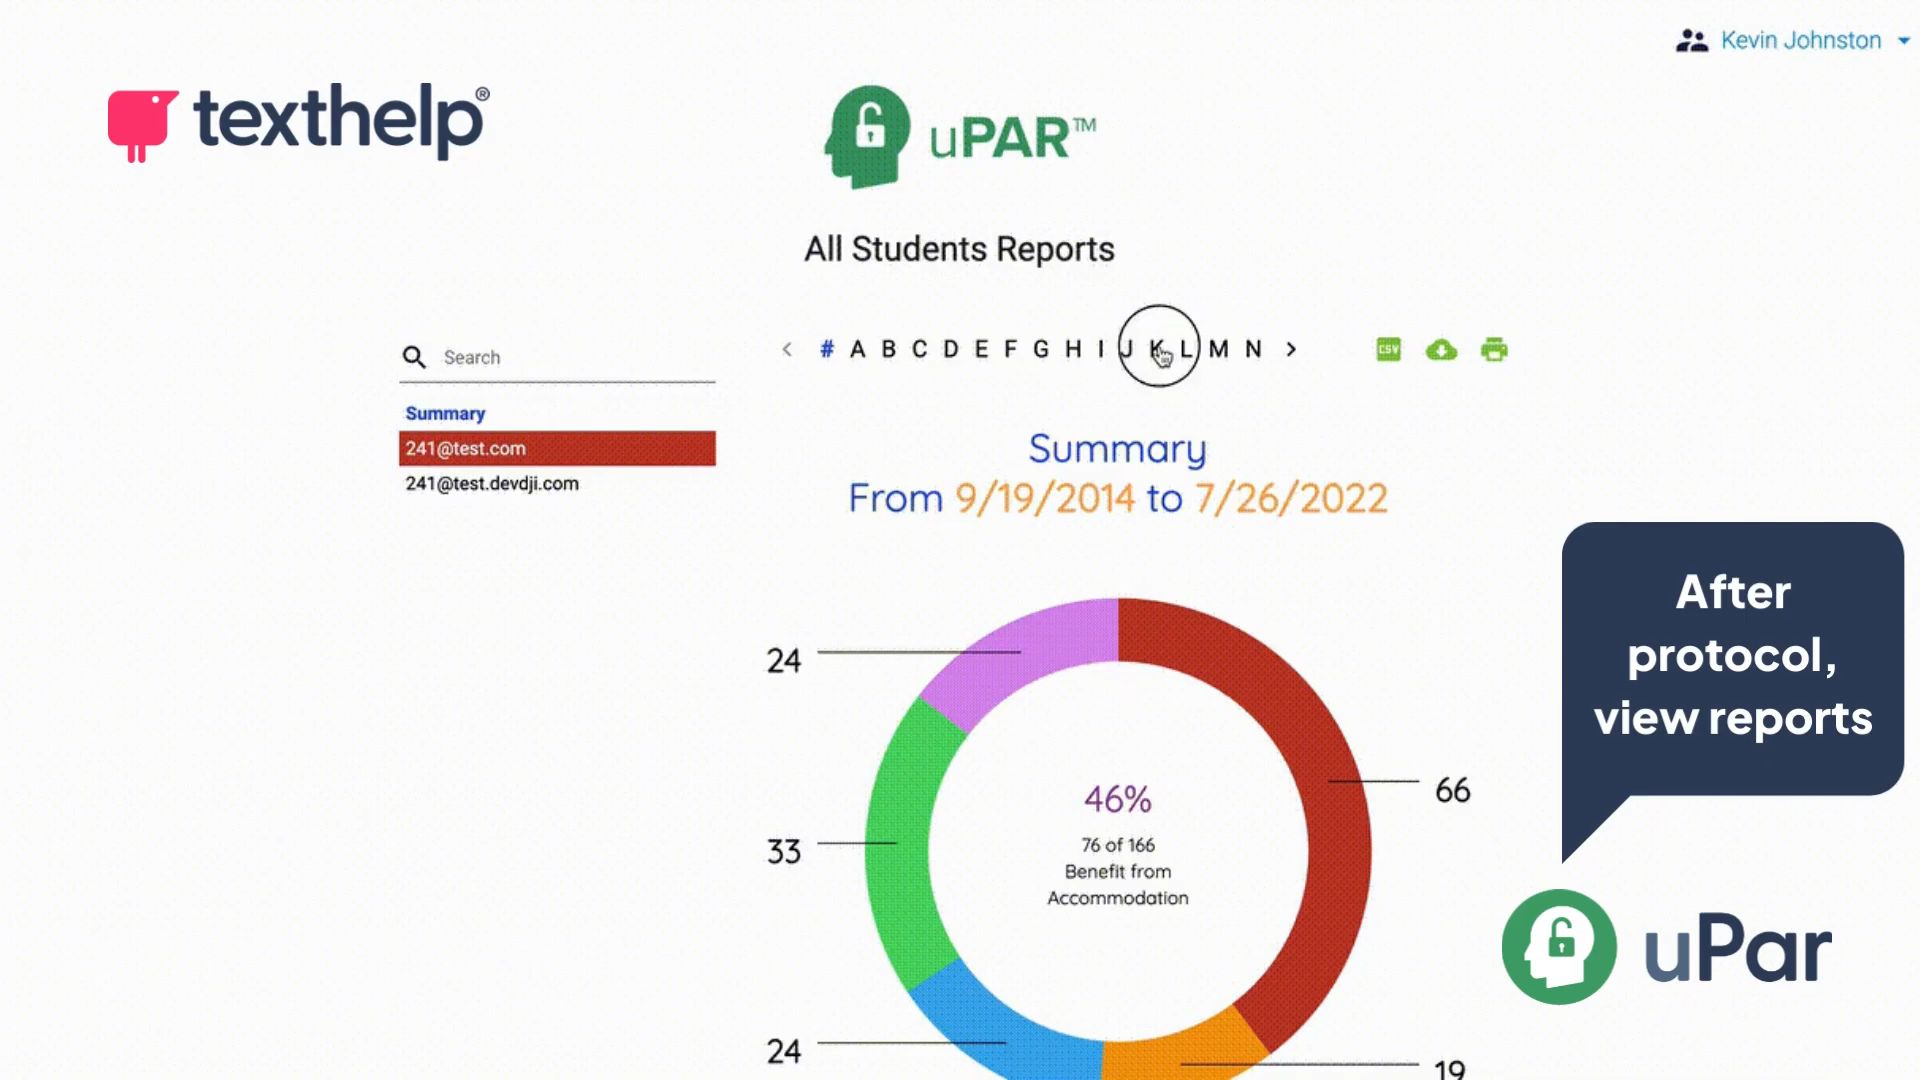 Kevin Johnston
texthelp®
uPAR™
All Students Reports
Search
< # A B C D E F G H I J K L M N >
CSV
Summary
241@test.com
241@test.devdji.com
Summary
From 9/19/2014 to 7/26/2022
24
66
33
24
19
46%
76 of 166
Benefit from
Accommodation
After
protocol,
view reports
uPar